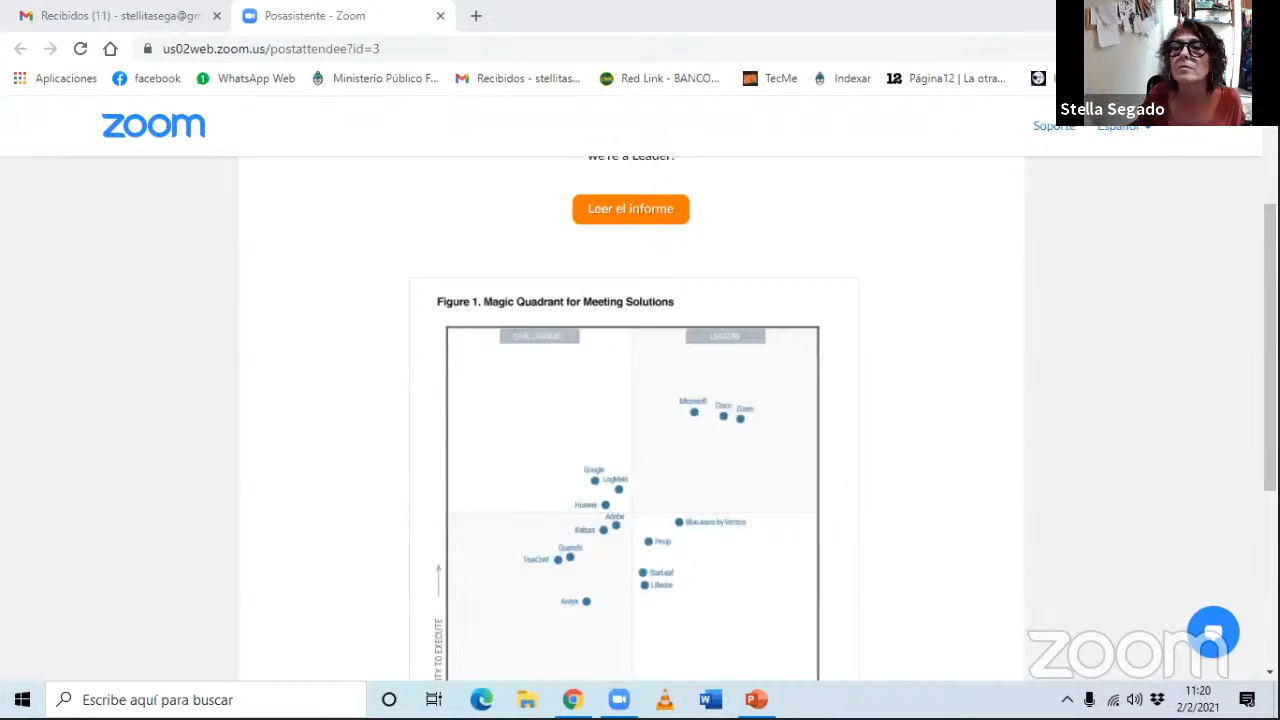 Recibidos (11) - stellitasega@gm
Posasistente - Zoom
us02web.zoom.us/postattendee?id=3
Aplicaciones
facebook
WhatsApp Web
Ministerio Público F...
Recibidos - stellitas...
Red Link - BANCO...
TecMe
Indexar
12 Página12 | La otra...
Stella Segado
zoom
Soporte
Español
we're a Leader.
Leer el informe
Figure 1. Magic Quadrant for Meeting Solutions
LEADERS
Microsoft
Cisco
Zoom
Google
LogMeIn
Huawei
Adobe
Kaltura
BlueJeans by Verizon
Pexip
Quanshi
TrueConf
StarLeaf
Lifesize
Avaya
ITY TO EXECUTE
zoom
Escribe aquí para buscar
11:20
2/2/2021